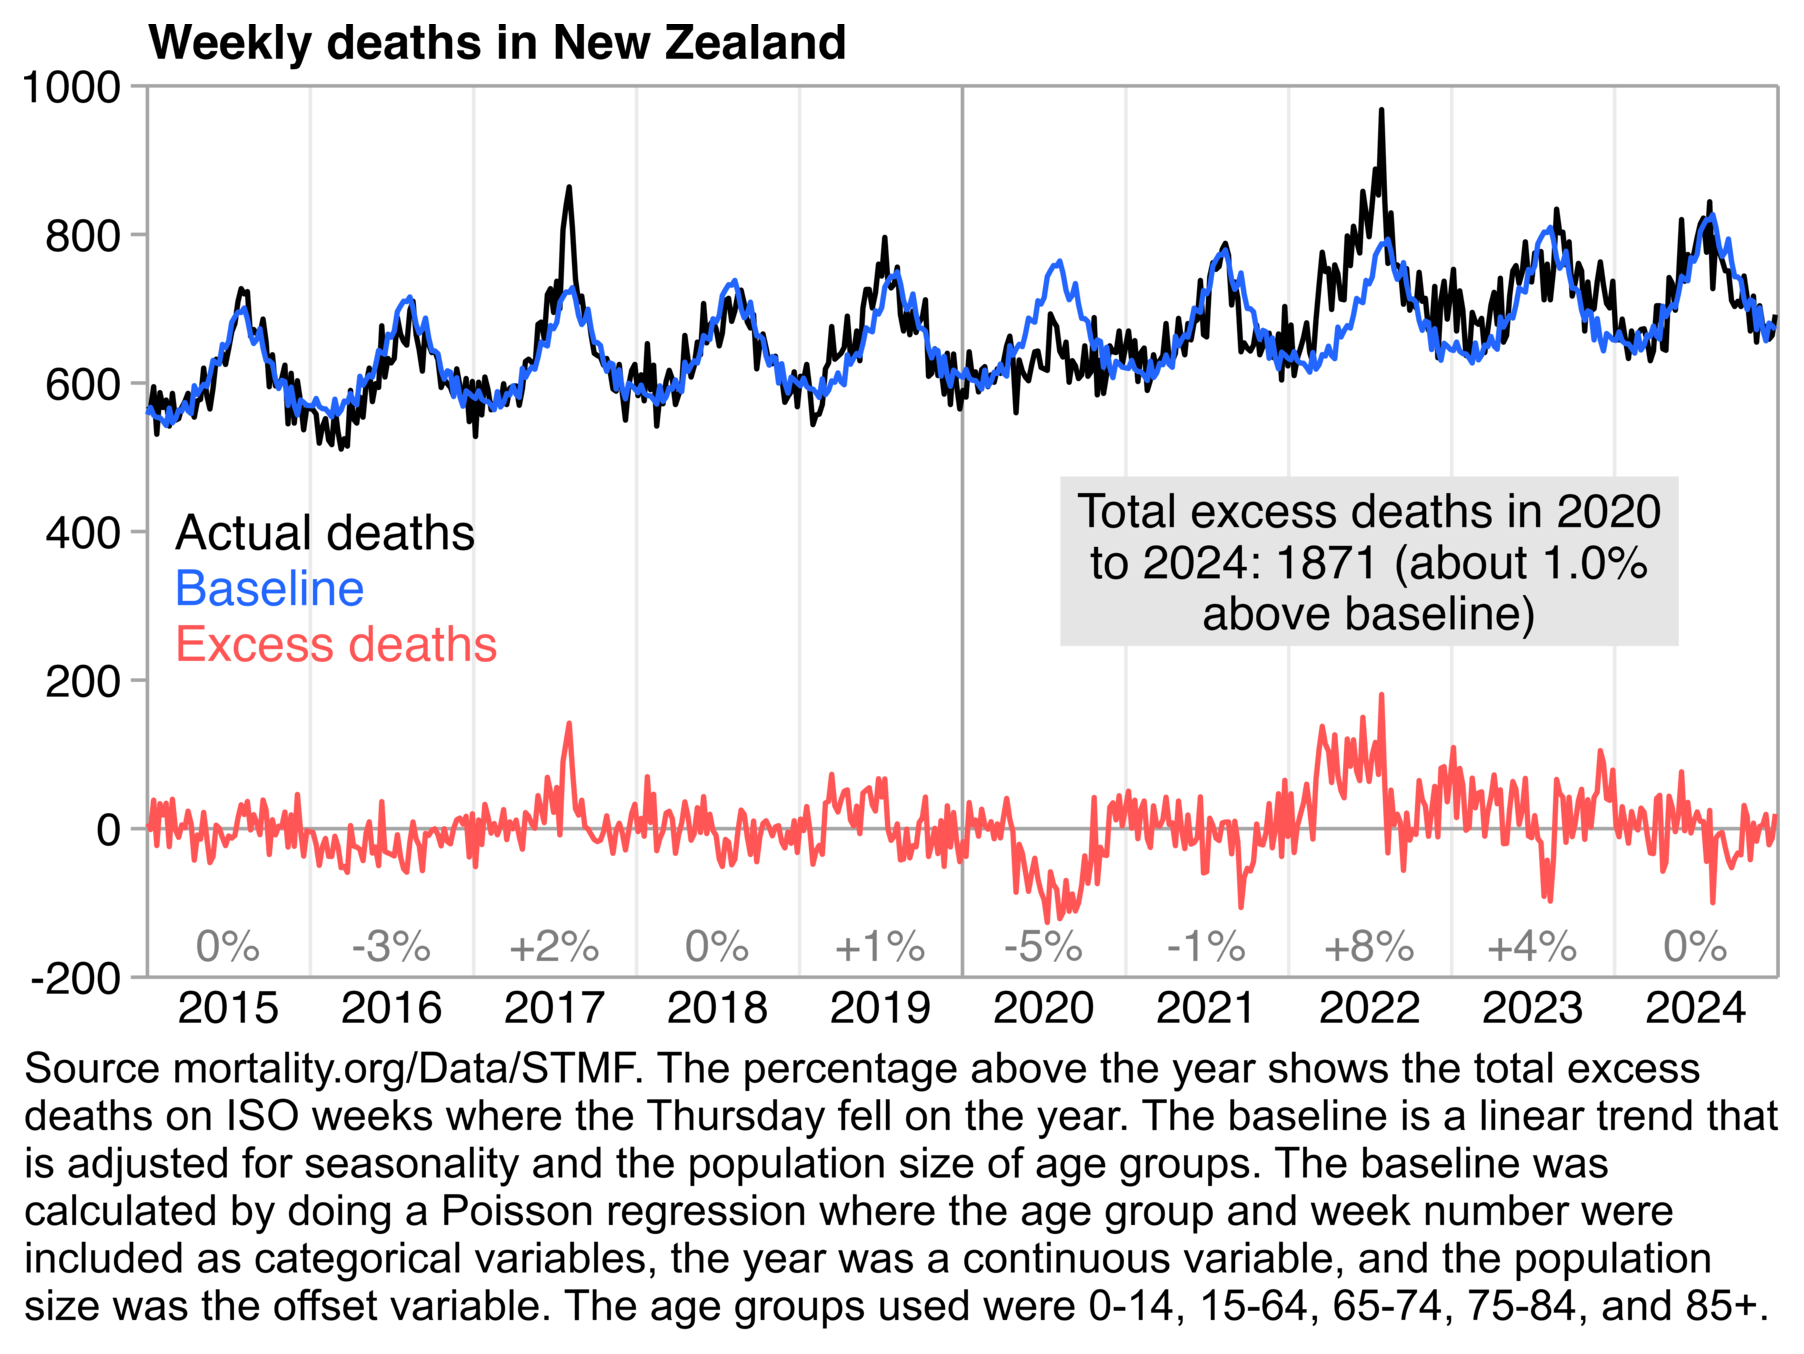 Weekly deaths in New Zealand
1000
800
600
400
200
0
-200
Actual deaths
Baseline
Excess deaths
Total excess deaths in 2020
to 2024: 1871 (about 1.0%
above baseline)
0% -3% +2% 0% +1% -5% -1% +8% +4% 0%
2015 2016 2017 2018 2019 2020 2021 2022 2023 2024
Source mortality.org/Data/STMF. The percentage above the year shows the total excess
deaths on ISO weeks where the Thursday fell on the year. The baseline is a linear trend that
is adjusted for seasonality and the population size of age groups. The baseline was
calculated by doing a Poisson regression where the age group and week number were
included as categorical variables, the year was a continuous variable, and the population
size was the offset variable. The age groups used were 0-14, 15-64, 65-74, 75-84, and 85+.